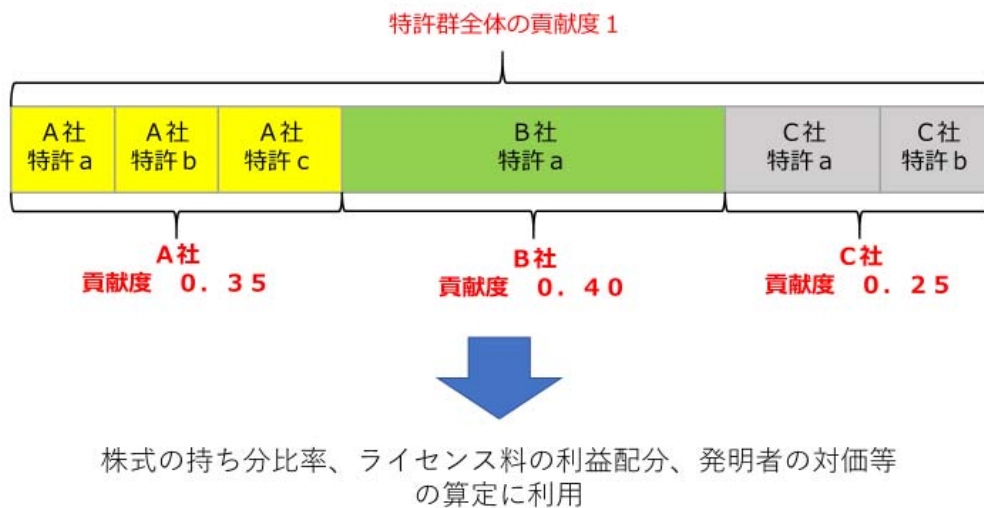 特許群全体の貢献度1
A社
特許a
A社
特許b
A社
特許c
B社
特許a
C社
特許a
C社
特許b
A社
貢献度 0．35
B社
貢献度 0．40
C社
貢献度 0．25
株式の持ち分比率、ライセンス料の利益配分、発明者の対価等
の算定に利用